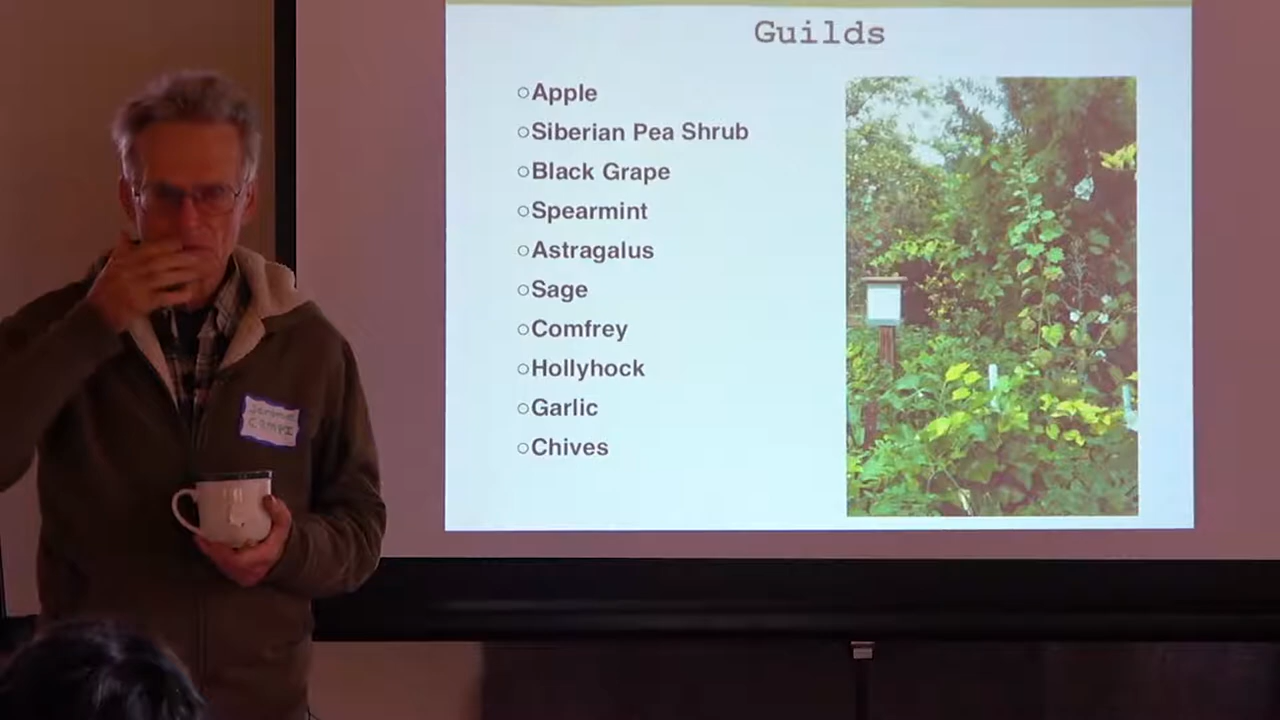 Guilds
○Apple
○Siberian Pea Shrub
○Black Grape
○Spearmint
○Astragalus
○Sage
○Comfrey
○Hollyhock
○Garlic
○Chives